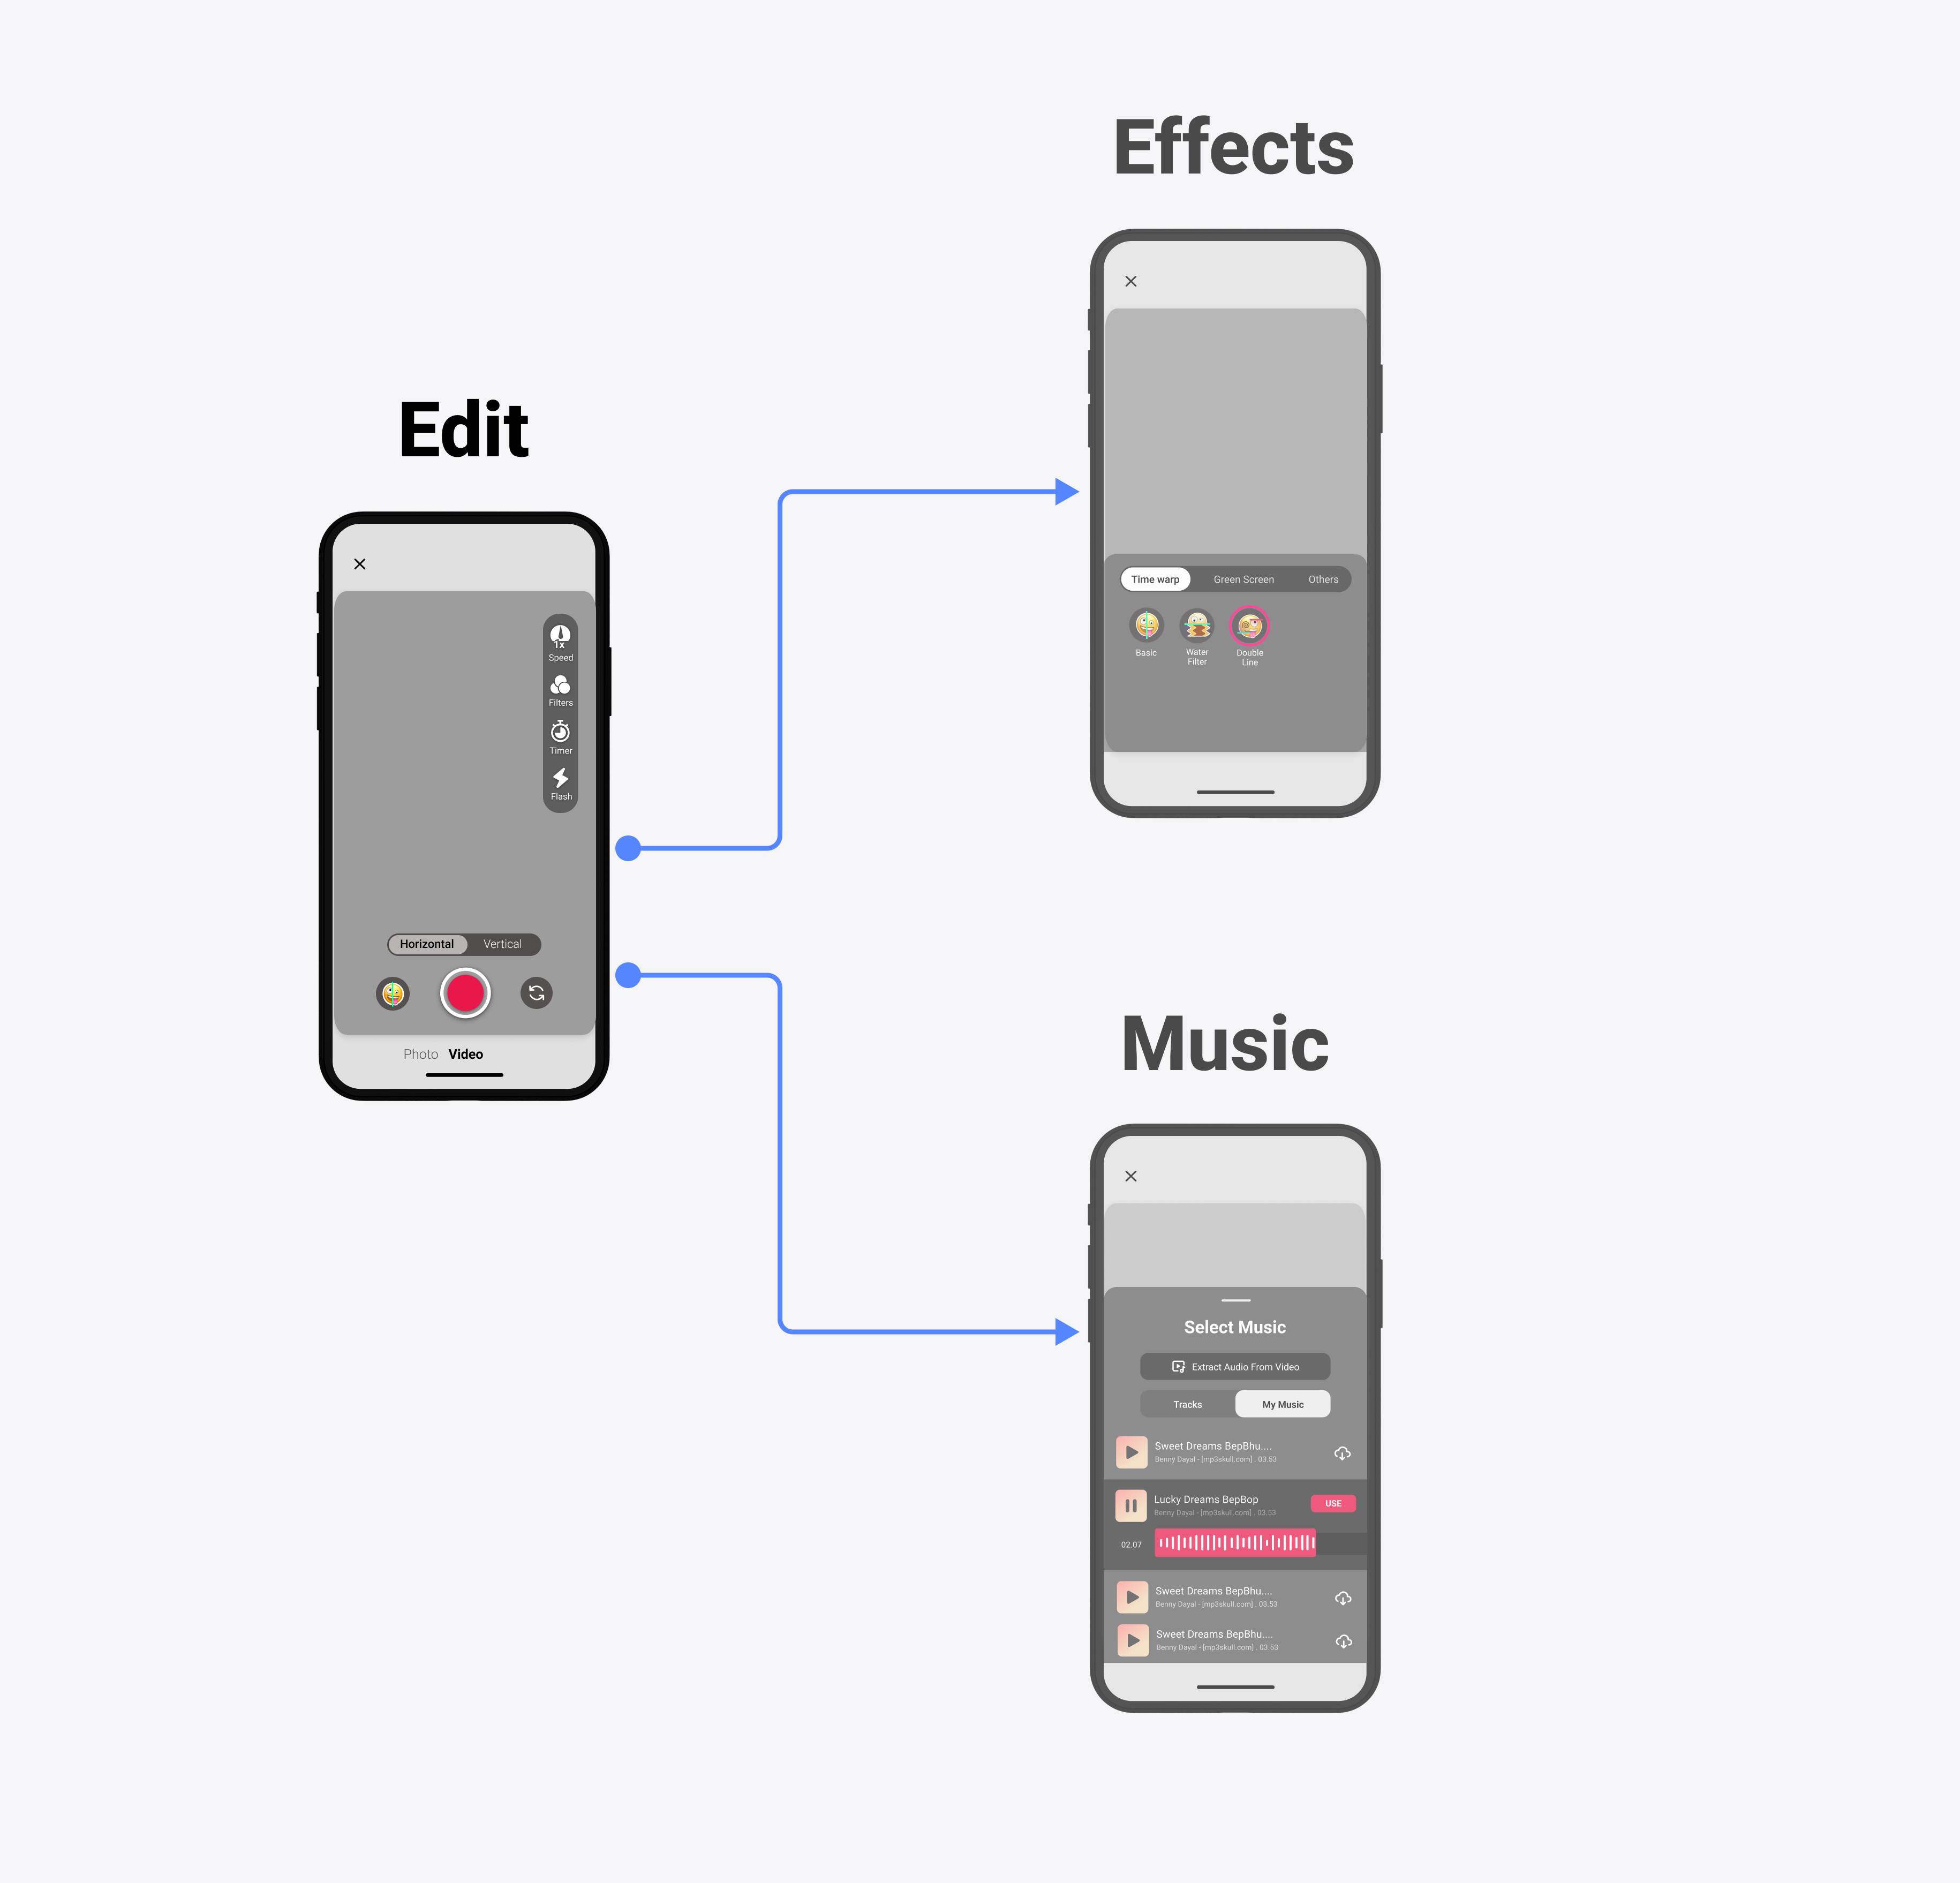 Effects
Time warp Green Screen Others
Basic
Water
Filter
Double
Line
Edit
1x
Speed
Filters
Timer
Flash
Horizontal Vertical
Photo Video
Music
Select Music
Extract Audio From Video
Tracks My Music
Sweet Dreams BepBhu....
Benny Dayal - [mp3skull.com] . 03.53
Lucky Dreams BepBop
USE
Benny Dayal - [mp3skull.com] . 03.53
02.07
Sweet Dreams BepBhu....
Benny Dayal - [mp3skull.com] . 03.53
Sweet Dreams BepBhu....
Benny Dayal - [mp3skull.com] . 03.53